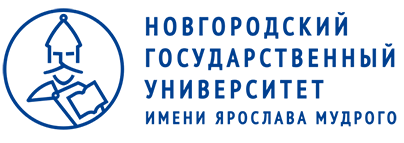 НОВГОРОДСКИЙ
ГОСУДАРСТВЕННЫЙ
УНИВЕРСИТЕТ
ИМЕНИ ЯРОСЛАВА МУДРОГО